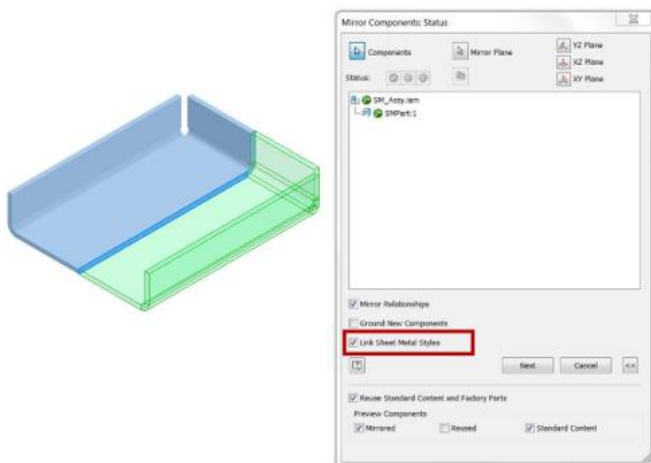 Mirror Components: Status
Components
Mirror Plane
YZ Plane
XZ Plane
XY Plane
Status:
SM_Assy.iam
SMPart:1
Mirror Relationships
Ground New Components
Link Sheet Metal Styles
Next
Cancel
<<
Reuse Standard Content and Factory Parts
Preview Components
Mirrored
Reused
Standard Content